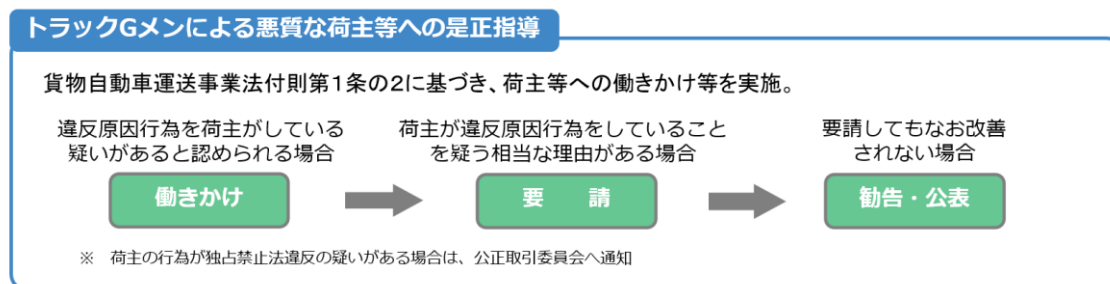 トラックGメンによる悪質な荷主等への是正指導
貨物自動車運送事業法付則第1条の2に基づき、荷主等への働きかけ等を実施。
違反原因行為を荷主がしている
疑いがあると認められる場合
働きかけ
荷主が違反原因行為をしていること
を疑う相当な理由がある場合
要　請
要請してもなお改善
されない場合
勧告・公表
※　荷主の行為が独占禁止法違反の疑いがある場合は、公正取引委員会へ通知